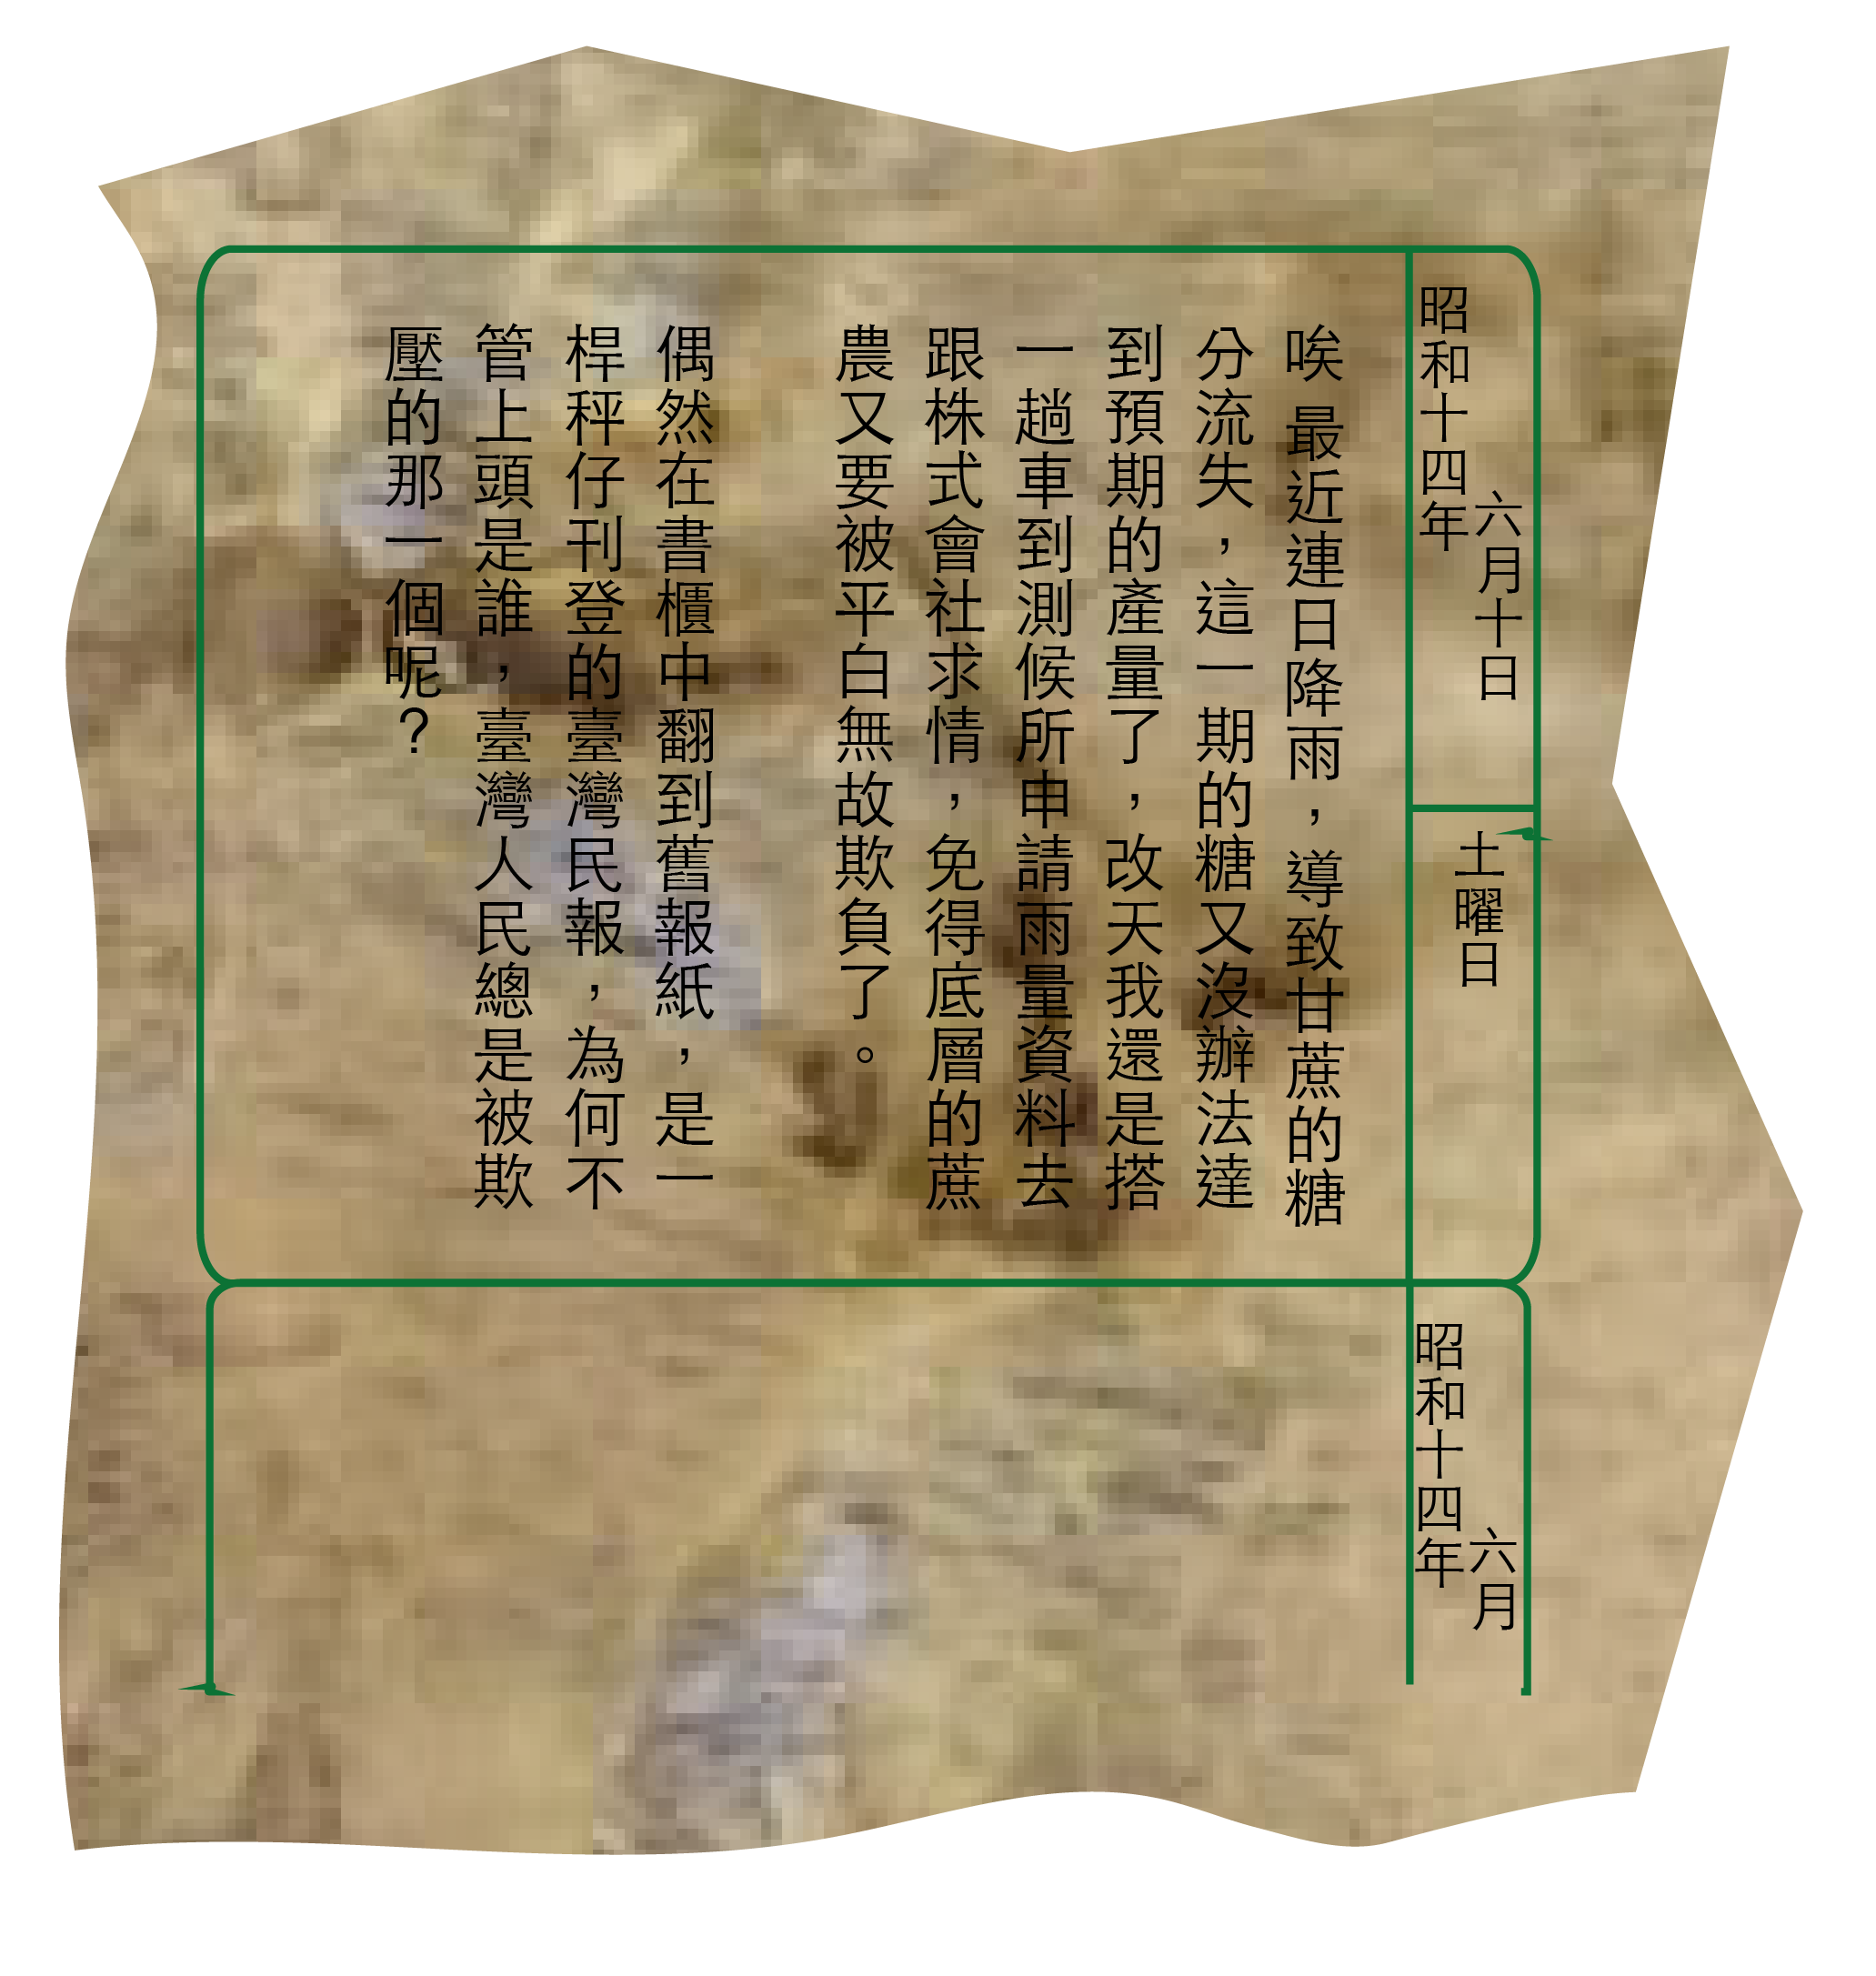 昭和十四年
六月十日
土曜日
唉 最近連日降雨，導致甘蔗的糖
分流失，這一期的糖又沒辦法達
到預期的產量了，改天我還是搭
一趟車到測候所申請雨量資料去
跟株式會社求情，免得底層的蔗
農又要被平白無故欺負了。
偶然在書櫃中翻到舊報紙，是一
桿秤仔刊登的臺灣民報，為何不
管上頭是誰，臺灣人民總是被欺
壓的那一個呢？
昭和十四年
六月